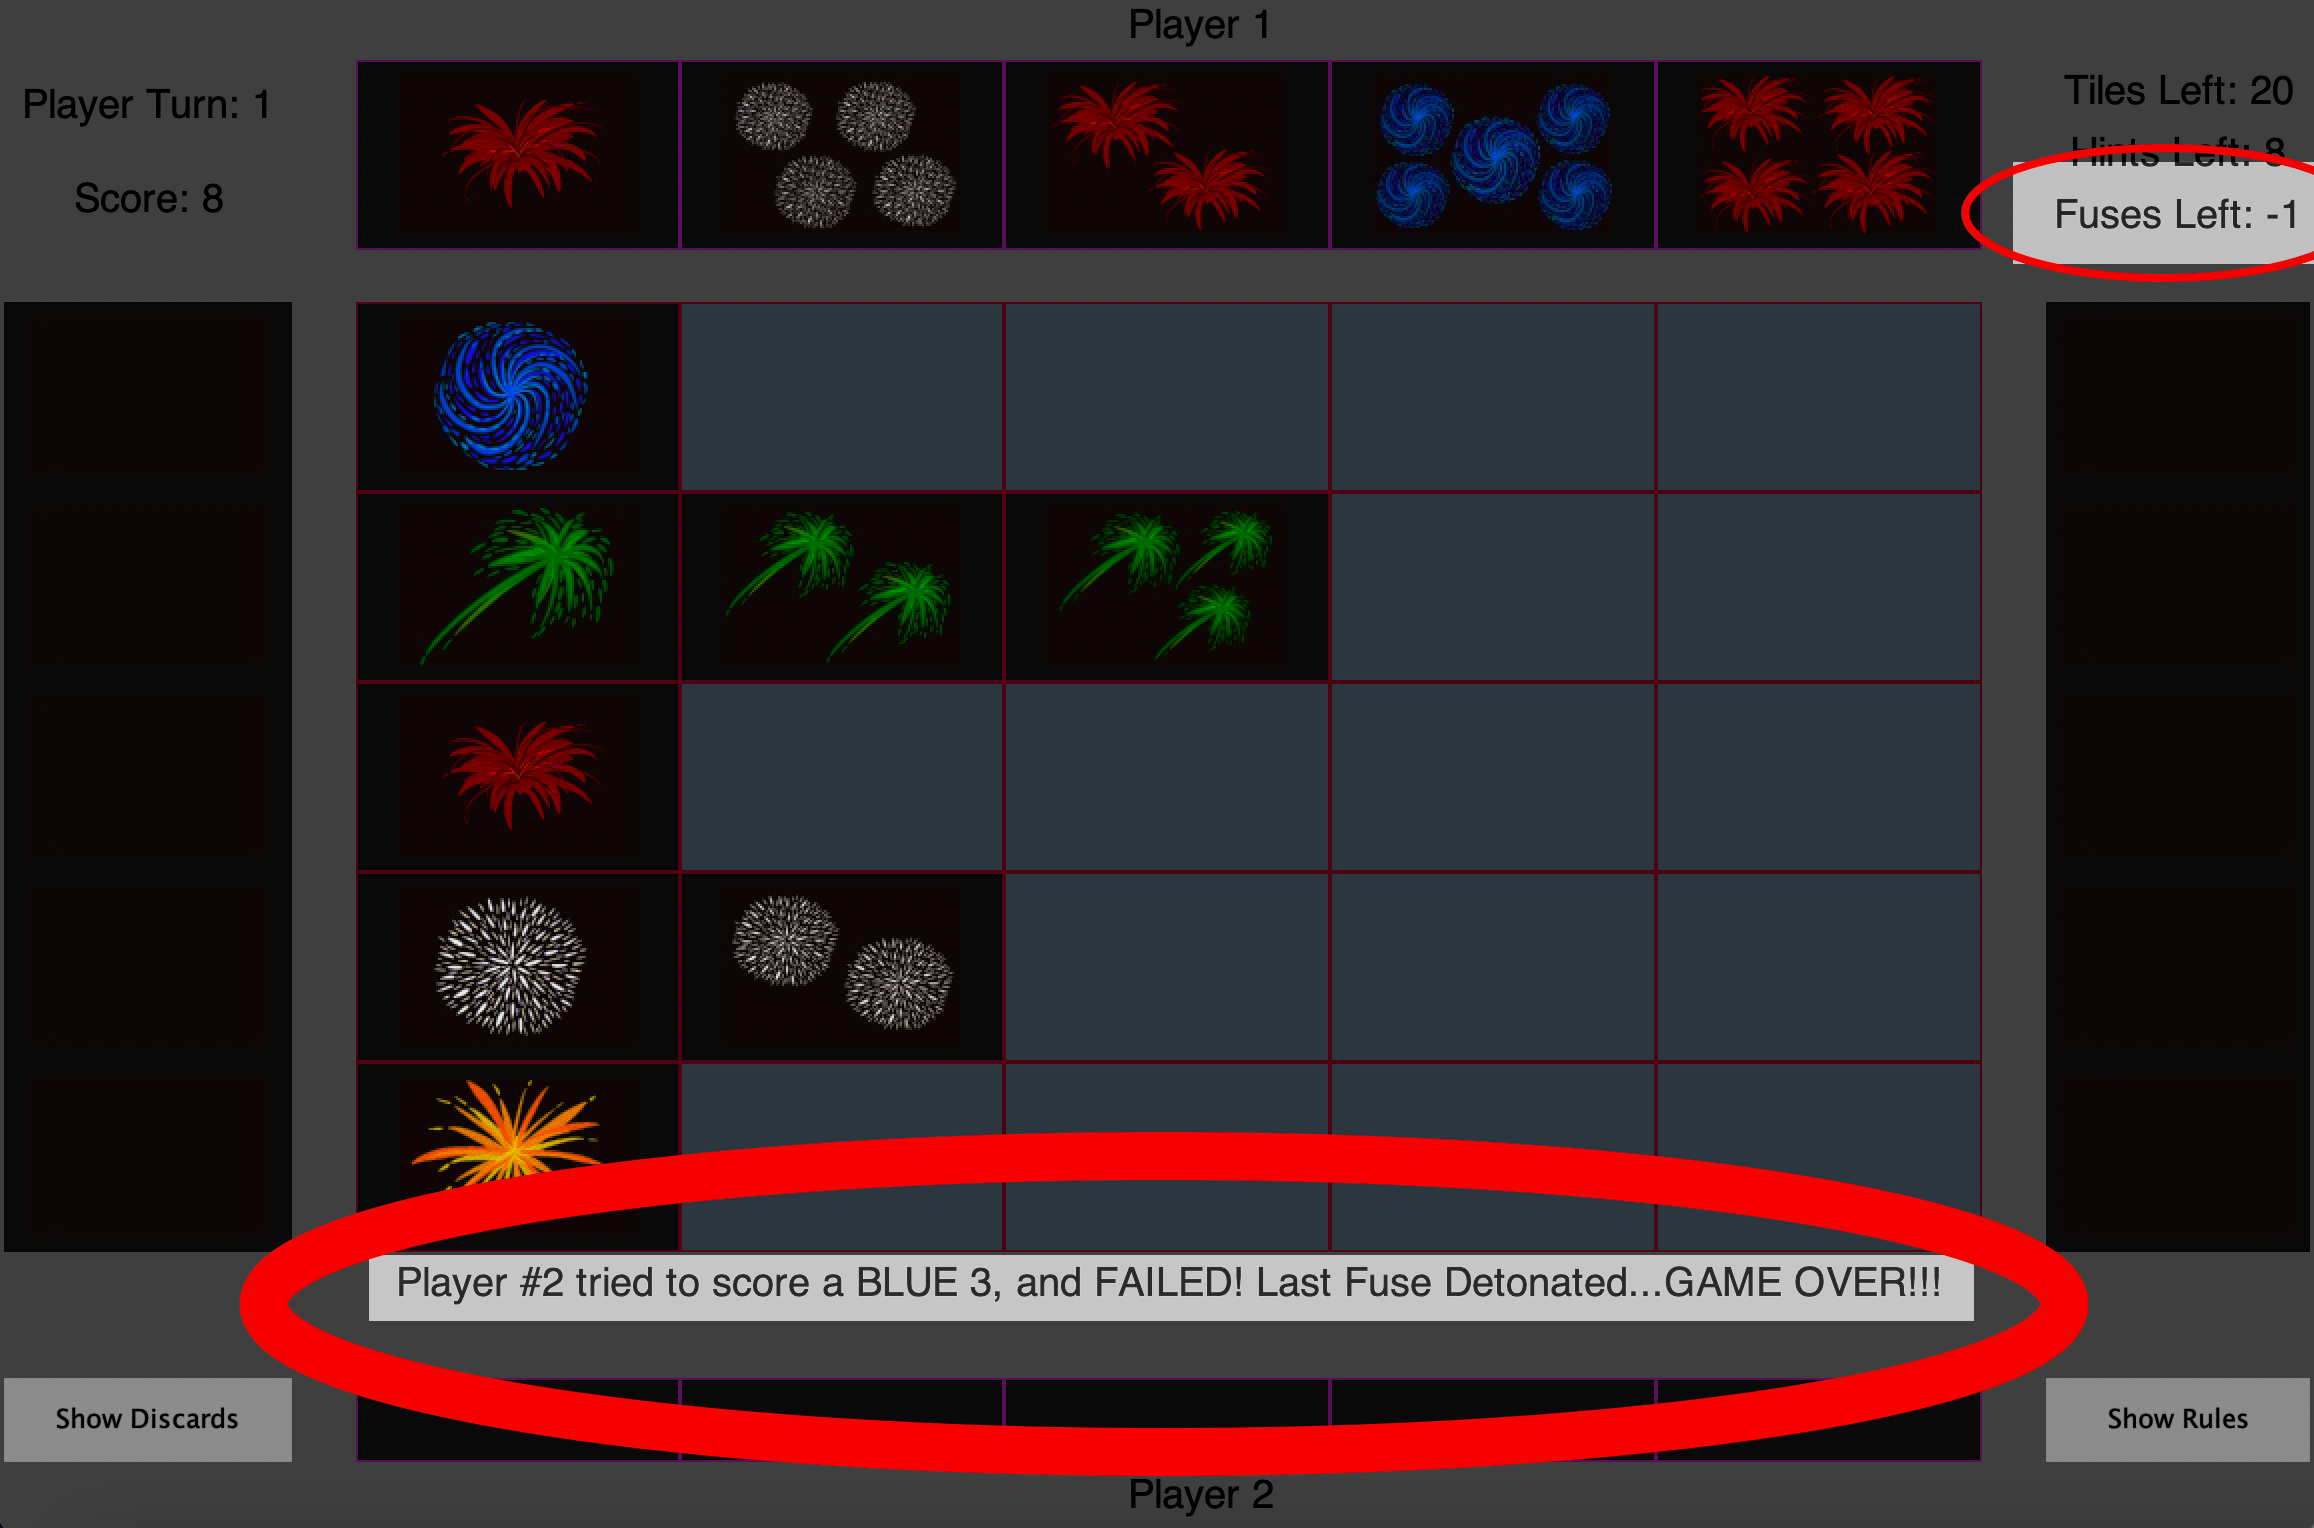 Player 1
Player Turn: 1
Score: 8
Tiles Left: 20
Hints Left: 8
Fuses Left: -1
Player #2 tried to score a BLUE 3, and FAILED! Last Fuse Detonated...GAME OVER!!!
Show Discards
Show Rules
Player 2